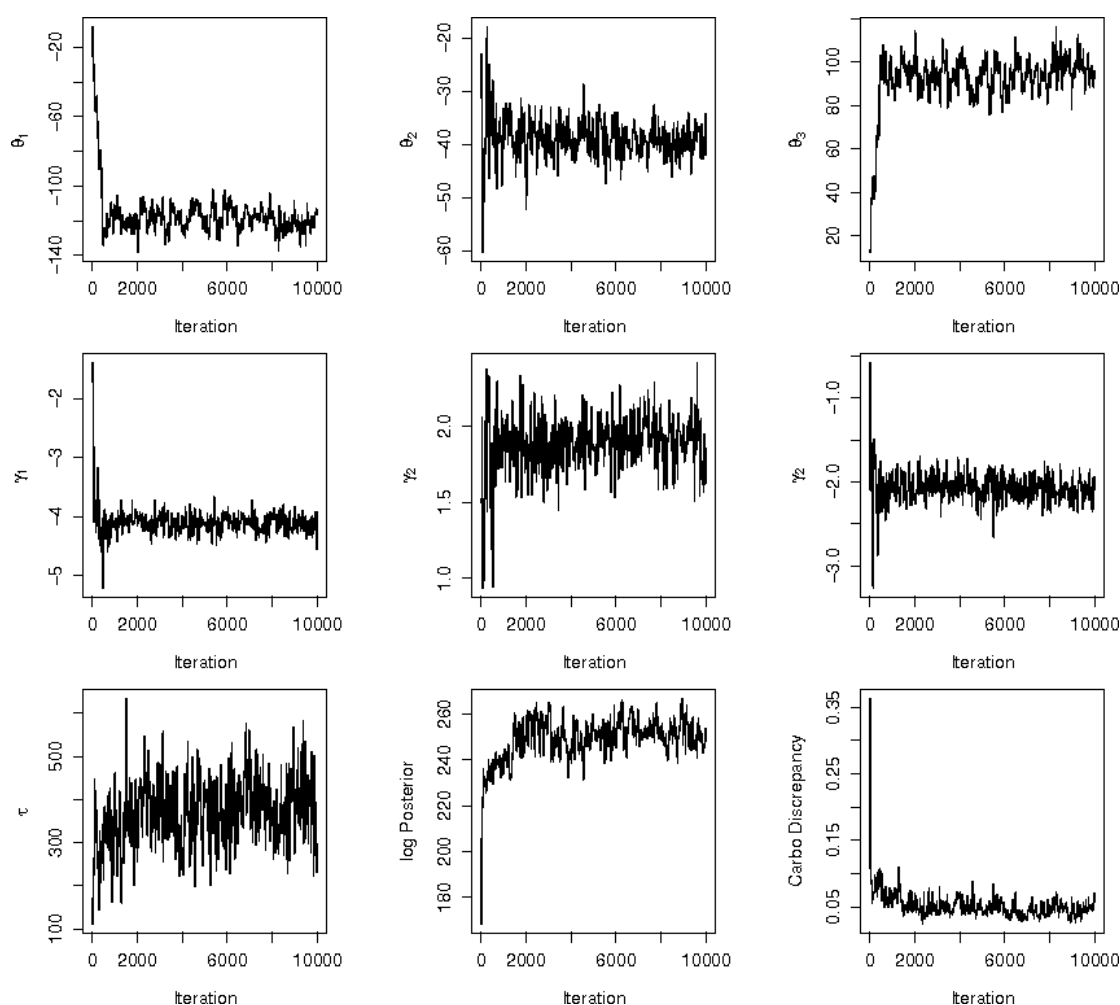 θ1
-140 -100 -60 -20
0 2000 6000 10000
Iteration
θ2
-60 -50 -40 -30 -20
0 2000 6000 10000
Iteration
θ3
20 40 60 80 100
0 2000 6000 10000
Iteration
γ1
-5 -4 -3 -2
0 2000 6000 10000
Iteration
γ2
1.0 1.5 2.0
0 2000 6000 10000
Iteration
γ2
-3.0 -2.0 -1.0
0 2000 6000 10000
Iteration
τ
100 300 500
0 2000 6000 10000
Iteration
log Posterior
180 200 220 240 260
0 2000 6000 10000
Iteration
Carbo Discrepancy
0.05 0.15 0.25 0.35
0 2000 6000 10000
Iteration